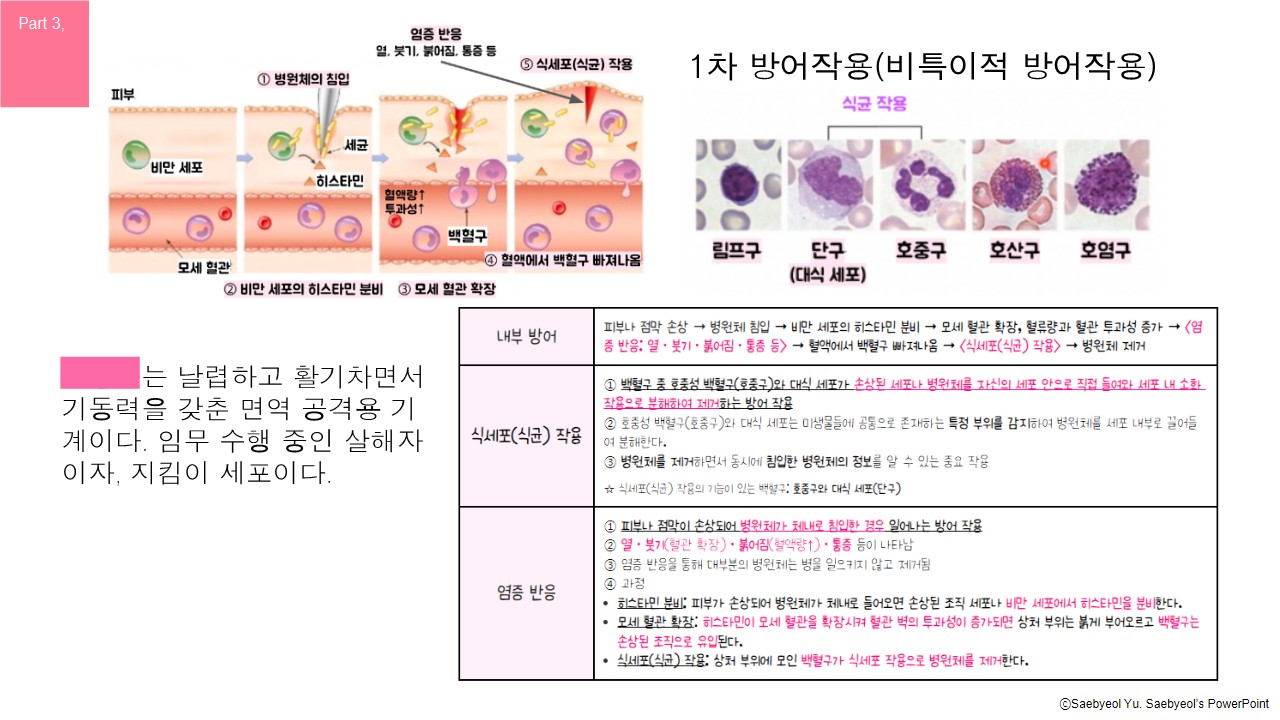 Part 3,
염증 반응
열, 붓기, 붉어짐, 통증 등
⑤ 식세포(식균) 작용
① 병원체의 침입
피부
세균
비만 세포
히스타민
혈액량↑
투과성↑
백혈구
모세 혈관
④ 혈액에서 백혈구 빠져나옴
② 비만 세포의 히스타민 분비
③ 모세 혈관 확장
1차 방어작용(비특이적 방어작용)
식균 작용
림프구
단구
(대식 세포)
호중구
호산구
호염구
는 날렵하고 활기차면서
기동력을 갖춘 면역 공격용 기
계이다. 임무 수행 중인 살해자
이자, 지킴이 세포이다.
내부 방어
피부나 점막 손상 → 병원체 침입 → 비만 세포의 히스타민 분비 → 모세 혈관 확장, 혈류량과 혈관 투과성 증가 → <염
증 반응: 열·붓기·붉어짐·통증 등> → 혈액에서 백혈구 빠져나옴 → <식세포(식균) 작용> → 병원체 제거
식세포(식균) 작용
① 백혈구 중 호중성 백혈구(호중구)와 대식 세포가 손상된 세포나 병원체를 자신의 세포 안으로 직접 들여와 세포 내 소화
작용으로 분해하여 제거하는 방어 작용
② 호중성 백혈구(호중구)와 대식 세포는 미생물들에 공통으로 존재하는 특정 부위를 감지하여 병원체를 세포 내부로 끌어들
여 분해한다.
③ 병원체를 제거하면서 동시에 침입한 병원체의 정보를 알 수 있는 중요 작용
☆ 식세포(식균) 작용의 기능이 있는 백혈구: 호중구와 대식 세포(단구)
염증 반응
① 피부나 점막이 손상되어 병원체가 체내로 침입한 경우 일어나는 방어 작용
② 열·붓기(혈관 확장)·붉어짐(혈액량↑)·통증 등이 나타남
③ 염증 반응을 통해 대부분의 병원체는 병을 일으키지 않고 제거됨
④ 과정
• 히스타민 분비: 피부가 손상되어 병원체가 체내로 들어오면 손상된 조직 세포나 비만 세포에서 히스타민을 분비한다.
• 모세 혈관 확장: 히스타민이 모세 혈관을 확장시켜 혈관 벽의 투과성이 증가되면 상처 부위는 붉게 부어오르고 백혈구는
손상된 조직으로 유입된다.
• 식세포(식균) 작용: 상처 부위에 모인 백혈구가 식세포 작용으로 병원체를 제거한다.
ⓒSaebyeol Yu. Saebyeol's PowerPoint